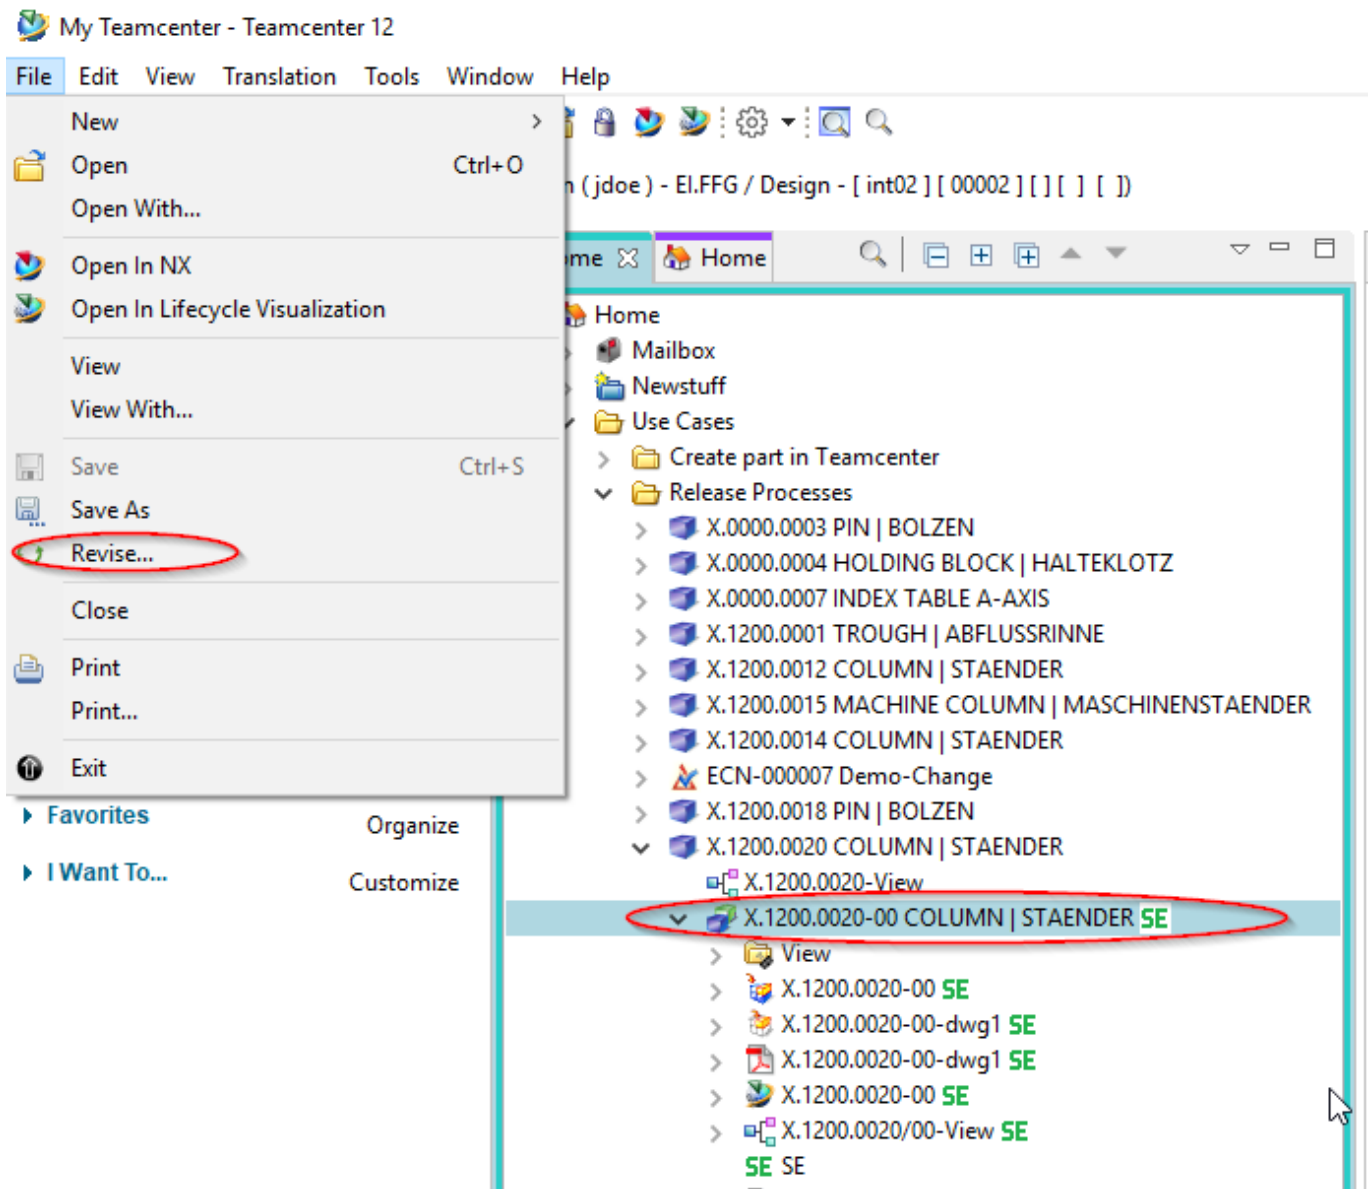 My Teamcenter - Teamcenter 12
File Edit View Translation Tools Window Help
New
Open Ctrl+O
Open With...
Open In NX
Open In Lifecycle Visualization
View
View With...
Save Ctrl+S
Save As
Revise...
Close
Print
Print...
Exit
Favorites
Organize
I Want To...
Customize
( jdoe ) - EI.FFG / Design - [ int02 ] [ 00002 ] [ ] [ ] [ ])
Home
Home
Mailbox
Newstuff
Use Cases
Create part in Teamcenter
Release Processes
X.0000.0003 PIN | BOLZEN
X.0000.0004 HOLDING BLOCK | HALTEKLOTZ
X.0000.0007 INDEX TABLE A-AXIS
X.1200.0001 TROUGH | ABFLUSSRINNE
X.1200.0012 COLUMN | STAENDER
X.1200.0015 MACHINE COLUMN | MASCHINENSTAENDER
X.1200.0014 COLUMN | STAENDER
ECN-000007 Demo-Change
X.1200.0018 PIN | BOLZEN
X.1200.0020 COLUMN | STAENDER
X.1200.0020-View
X.1200.0020-00 COLUMN | STAENDER SE
View
X.1200.0020-00 SE
X.1200.0020-00-dwg1 SE
X.1200.0020-00-dwg1 SE
X.1200.0020-00 SE
X.1200.0020/00-View SE
SE SE